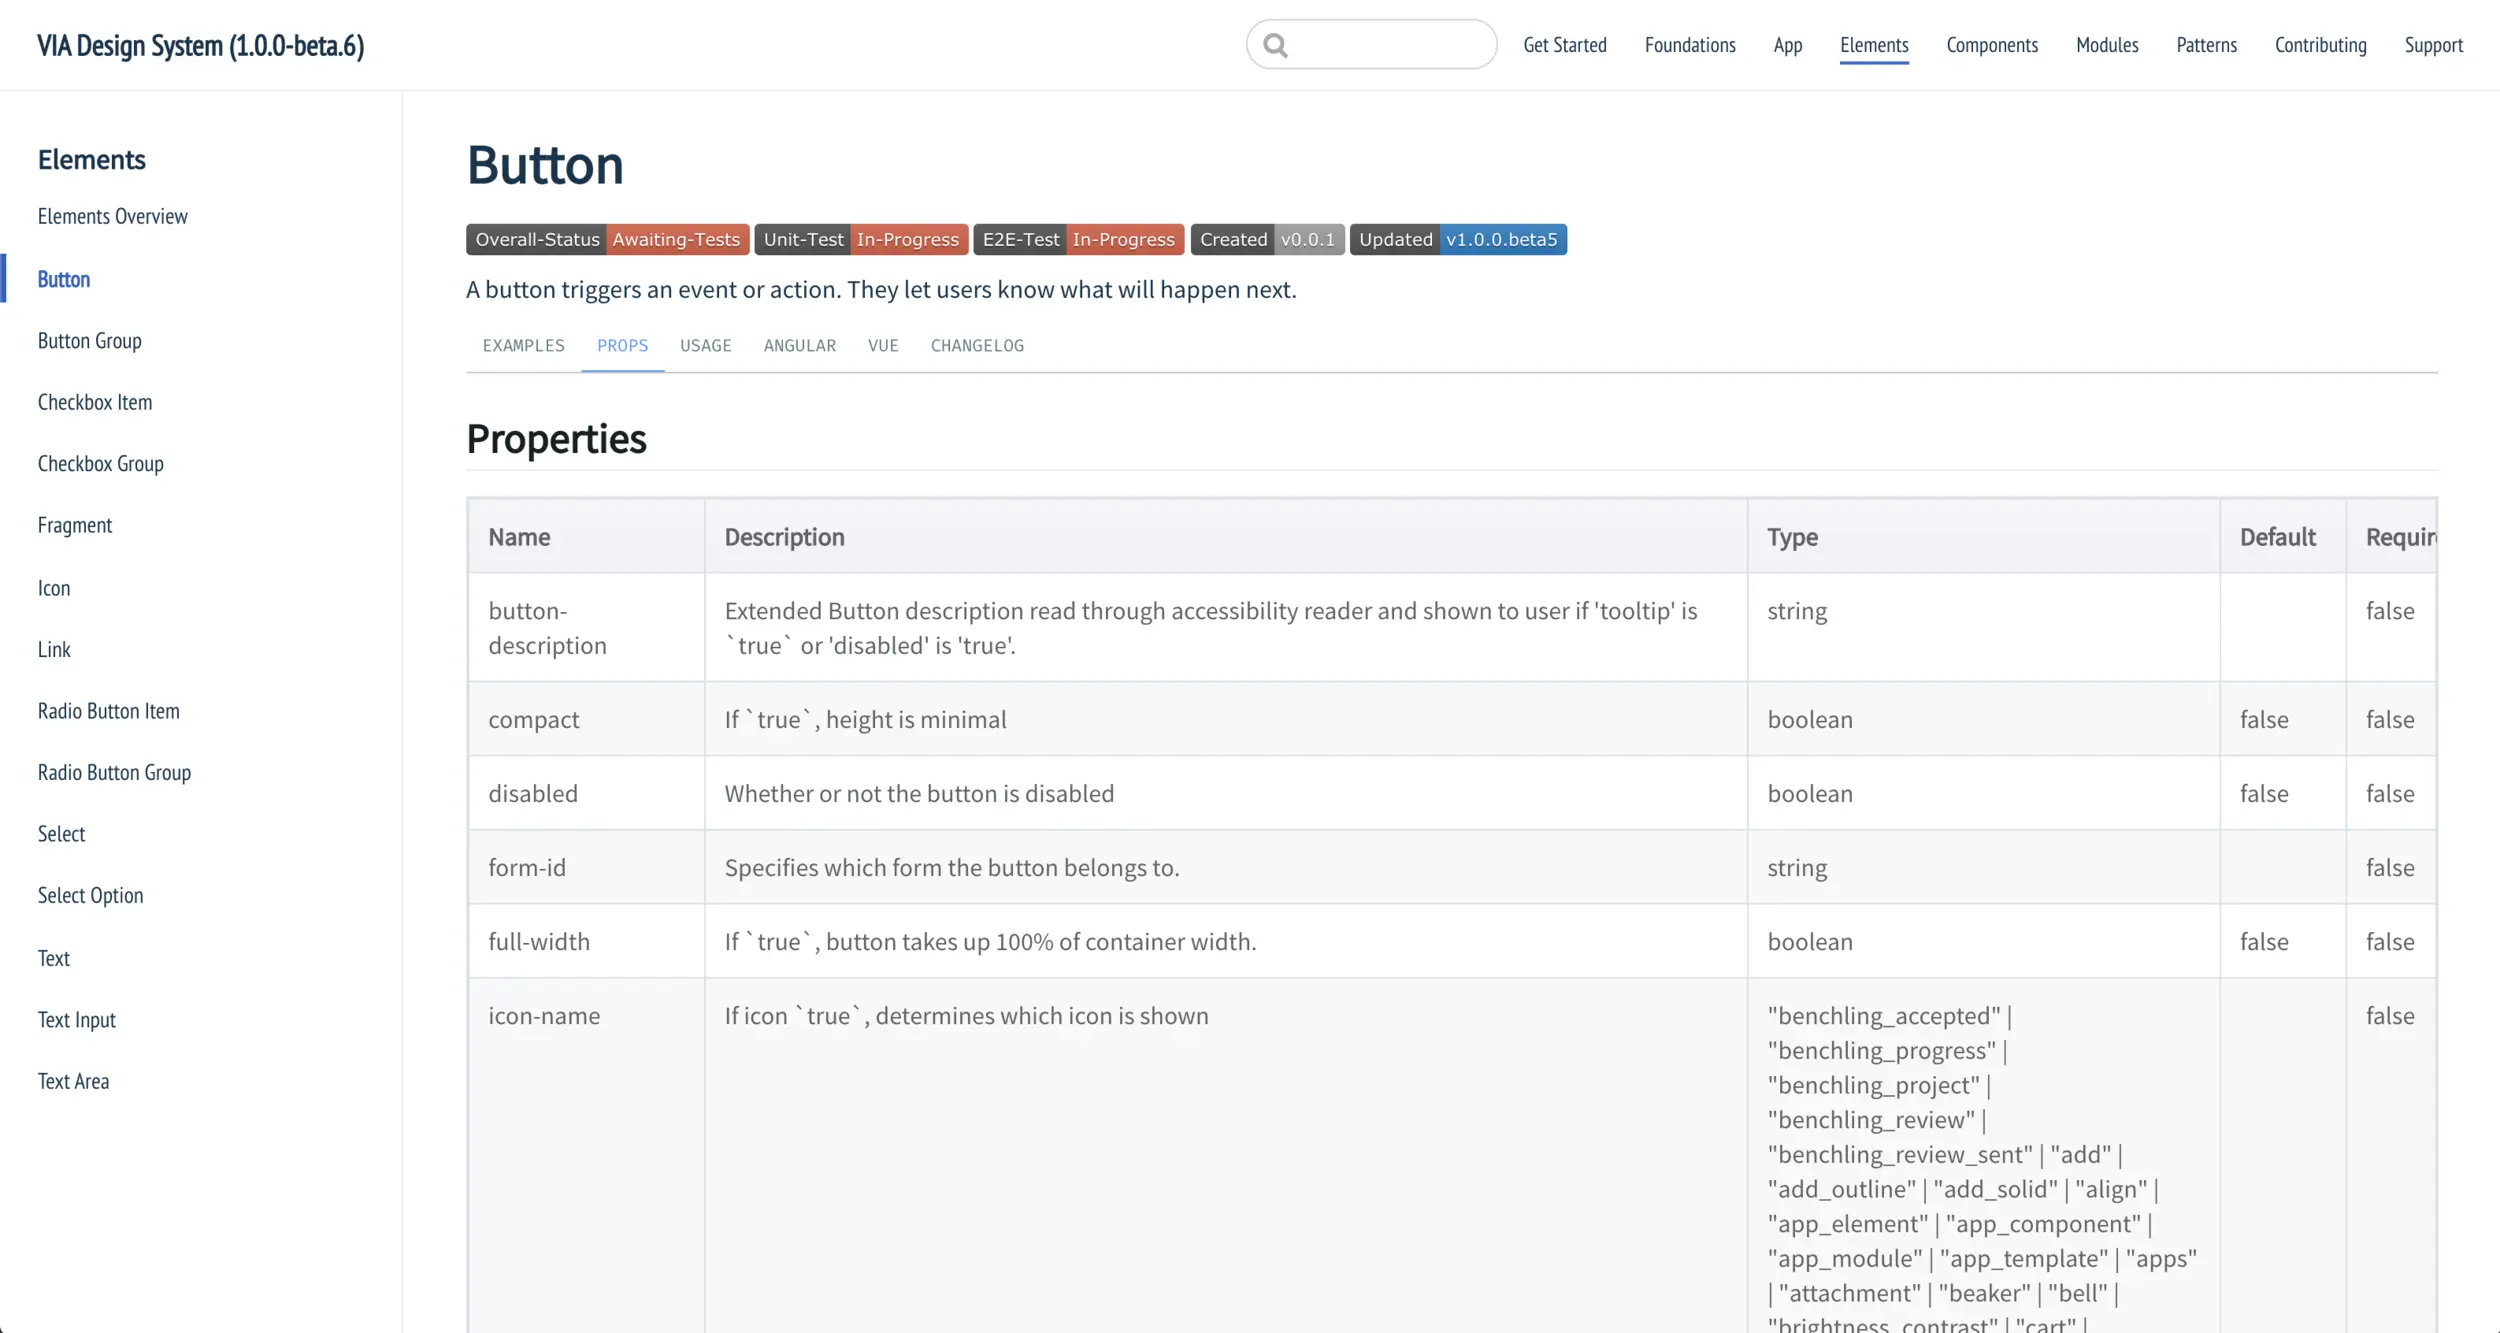 VIA Design System (1.0.0-beta.6)
Get Started
Foundations
App
Elements
Components
Modules
Patterns
Contributing
Support
Elements
Elements Overview
Button
Button Group
Checkbox Item
Checkbox Group
Fragment
Icon
Link
Radio Button Item
Radio Button Group
Select
Select Option
Text
Text Input
Text Area
Button
Overall-Status Awaiting-Tests Unit-Test In-Progress E2E-Test In-Progress Created v0.0.1 Updated v1.0.0.beta5
A button triggers an event or action. They let users know what will happen next.
EXAMPLES PROPS USAGE ANGULAR VUE CHANGELOG
Properties
Name Description Type Default Requir
button-
description
Extended Button description read through accessibility reader and shown to user if 'tooltip' is
`true` or 'disabled' is 'true'.
string
false
compact If `true`, height is minimal boolean false false
disabled Whether or not the button is disabled boolean false false
form-id Specifies which form the button belongs to. string false
full-width If `true`, button takes up 100% of container width. boolean false false
icon-name If icon `true`, determines which icon is shown
"benchling_accepted" |
"benchling_progress" |
"benchling_project" |
"benchling_review" |
"benchling_review_sent" | "add" |
"add_outline" | "add_solid" | "align" |
"app_element" | "app_component" |
"app_module" | "app_template" | "apps"
| "attachment" | "beaker" | "bell" |
"brightness_contrast" | "cart" |
false